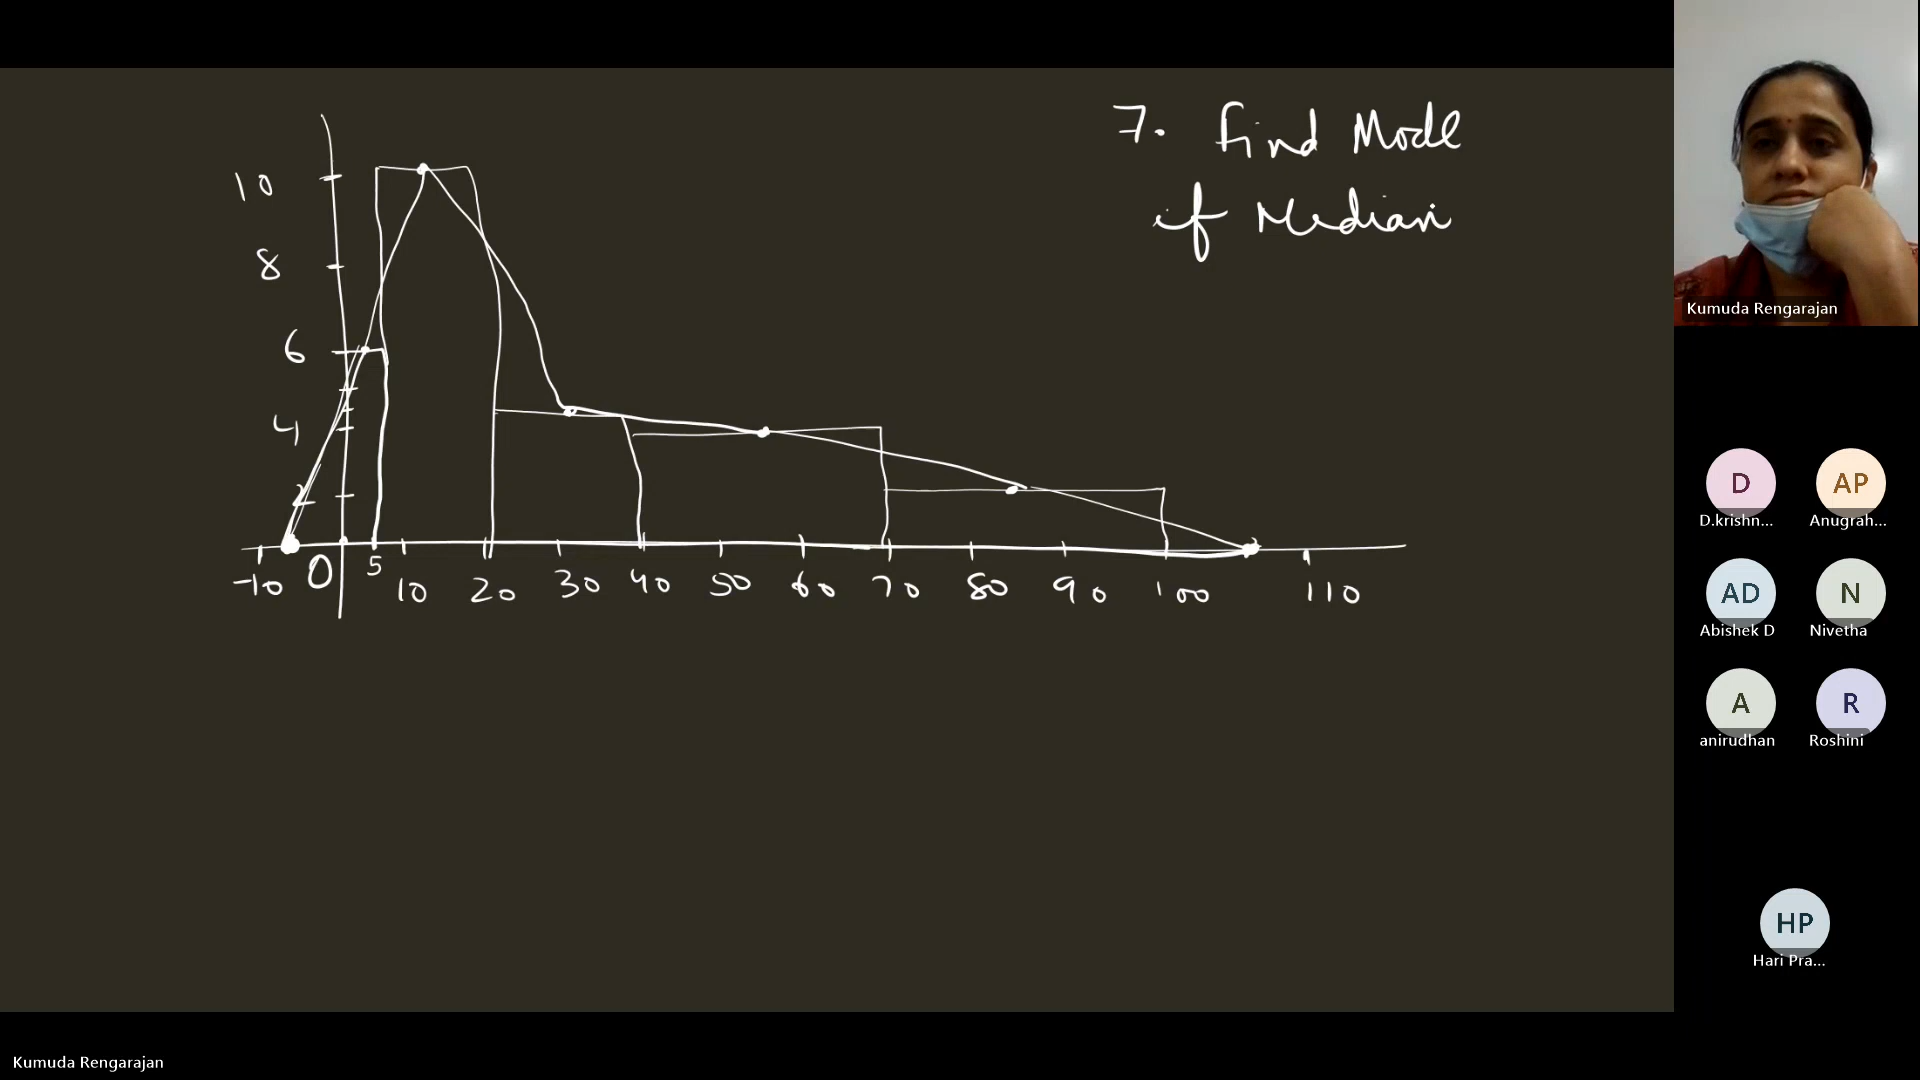 7. Find Mode
if Median
10
8
6
4
2
-10 0 5 10 20 30 40 50 60 70 80 90 100 110
Kumuda Rengarajan
D
AP
D.krishn...
Anugrah...
AD
N
Abishek D
Nivetha
A
R
anirudhan
Roshini
HP
Hari Pra...
Kumuda Rengarajan